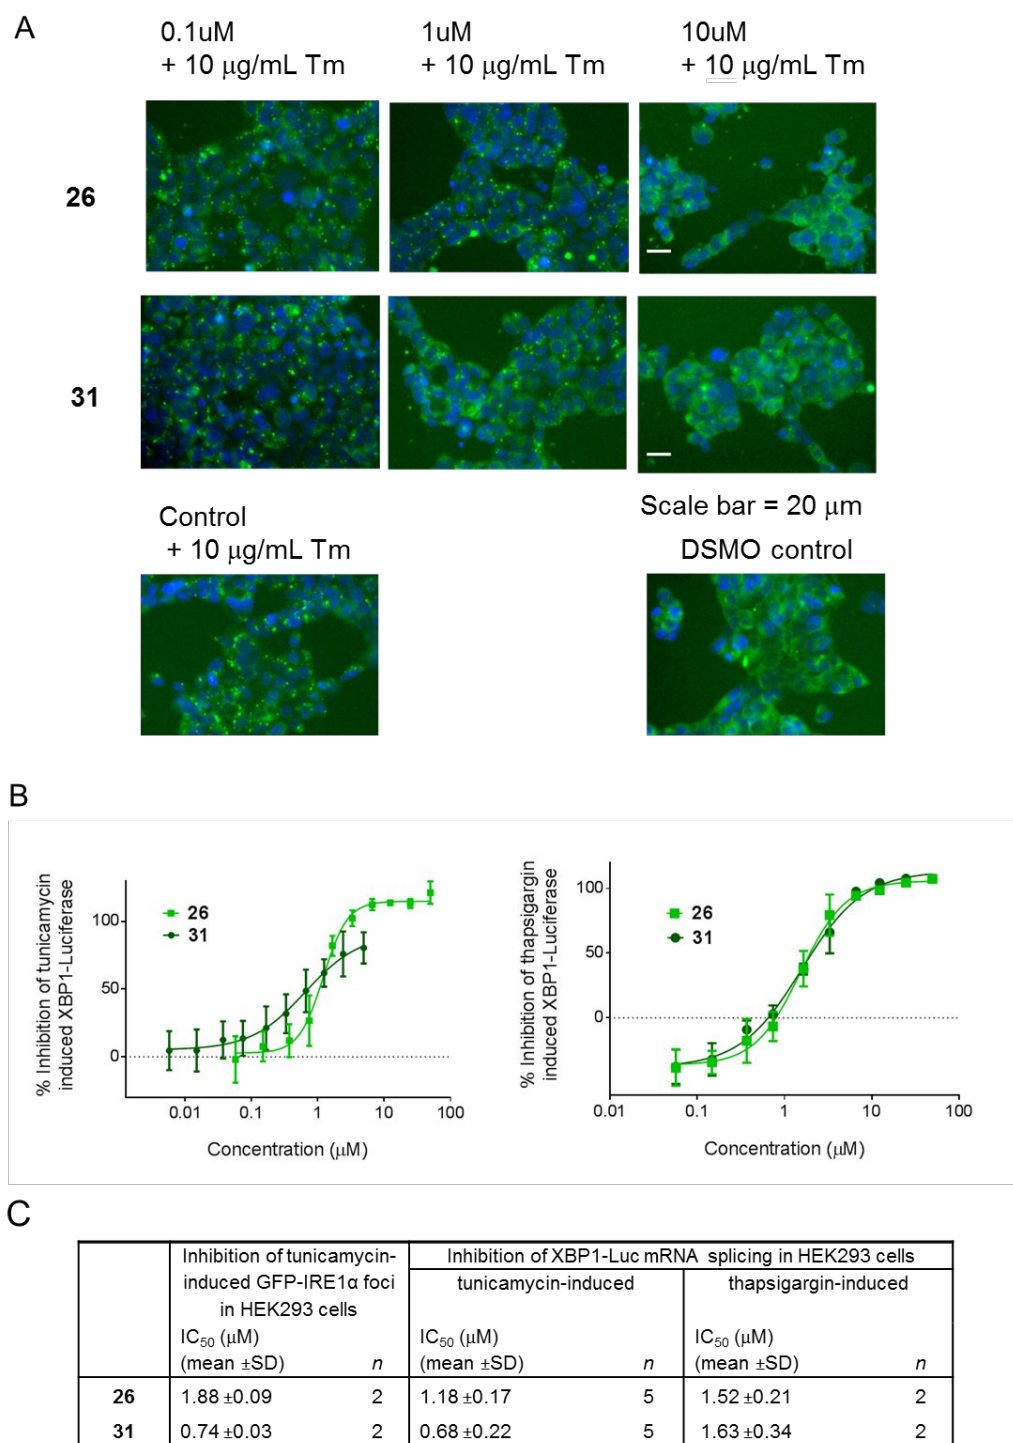 A
0.1uM
+ 10 µg/mL Tm
1uM
+ 10 µg/mL Tm
10uM
+ 10 µg/mL Tm
26
31
Control
+ 10 µg/mL Tm
Scale bar = 20 µm
DSMO control
B
% Inhibition of tunicamycin
induced XBP1-Luciferase
100
50
0
26
31
0.01 0.1 1 10 100
Concentration (µM)
% Inhibition of thapsigargin
induced XBP1-Luciferase
100
50
0
26
31
0.01 0.1 1 10 100
Concentration (µM)
C
Inhibition of tunicamycin-
induced GFP-IRE1α foci
in HEK293 cells
Inhibition of XBP1-Luc mRNA splicing in HEK293 cells
tunicamycin-induced thapsigargin-induced
IC50 (µM) IC50 (µM) IC50 (µM)
(mean ±SD) n (mean ±SD) n (mean ±SD) n
26 1.88 ±0.09 2 1.18 ±0.17 5 1.52 ±0.21 2
31 0.74 ±0.03 2 0.68 ±0.22 5 1.63 ±0.34 2